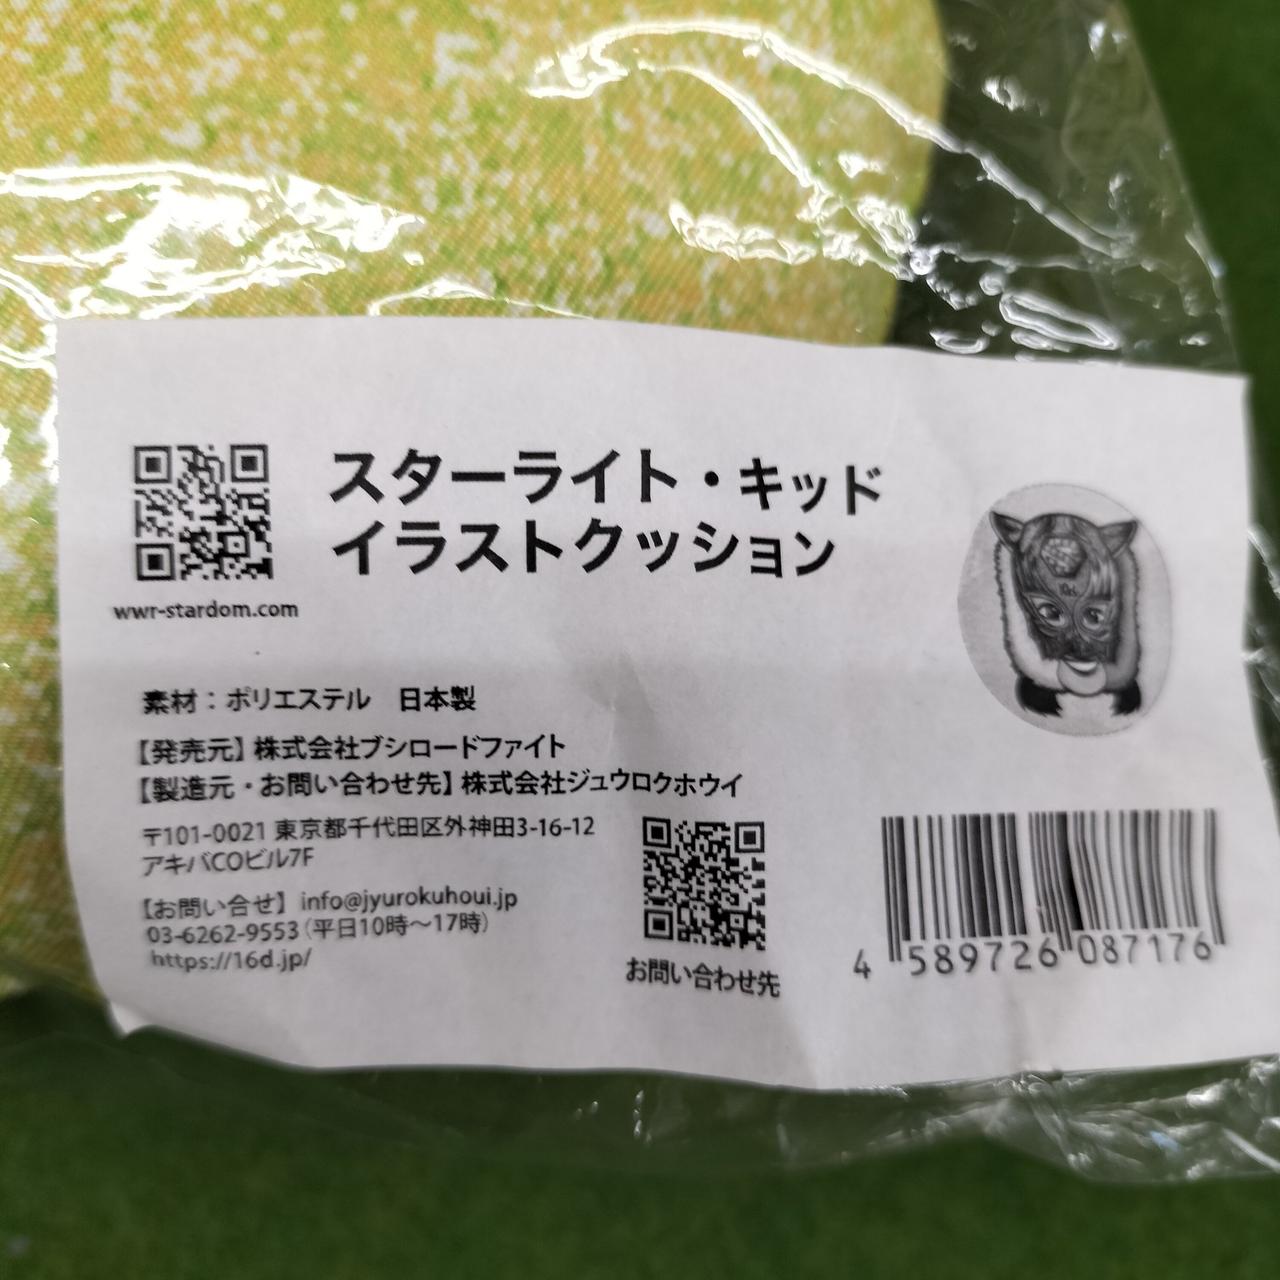 スターライト・キッド
イラストクッション
wwr-stardom.com
素材：ポリエステル　日本製
【発売元】株式会社ブシロードファイト
【製造元・お問い合わせ先】株式会社ジュウロクホウイ
〒101-0021 東京都千代田区外神田3-16-12
アキバCOビル7F
【お問い合せ】info@jyurokuhoui.jp
03-6262-9553（平日10時〜17時）
https://16d.jp/
お問い合わせ先
4 589726 087176